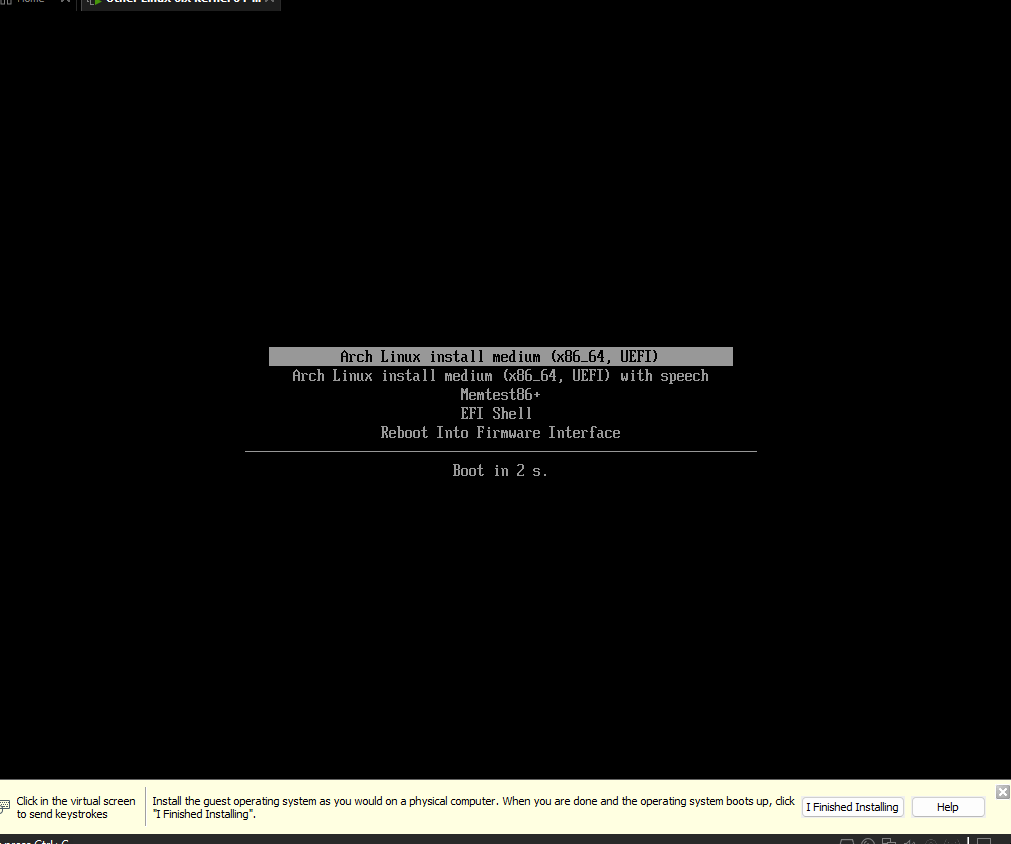 Home
Other Linux 6.x kernel 64-...
Arch Linux install medium (x86_64, UEFI)
Arch Linux install medium (x86_64, UEFI) with speech
Memtest86+
EFI Shell
Reboot Into Firmware Interface
Boot in 2 s.
Click in the virtual screen
to send keystrokes
Install the guest operating system as you would on a physical computer. When you are done and the operating system boots up, click
"I Finished Installing".
I Finished Installing
Help
press Ctrl+G